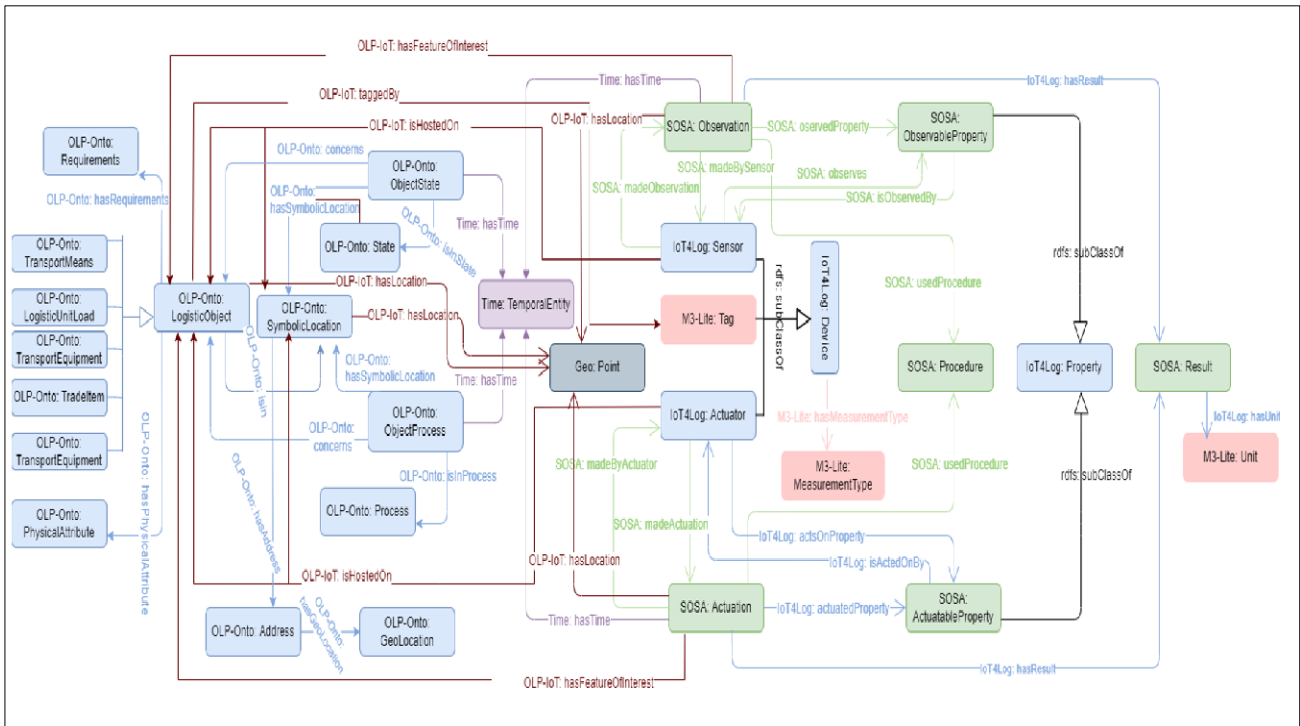 OLP-IoT: hasFeatureOfInterest
Time: hasTime
IoT4Log: hasResult
OLP-IoT: taggedBy
OLP-IoT: hasLocation
SOSA: Observation
SOSA: oservedProperty
SOSA:
ObservableProperty
OLP-IoT: isHostedOn
OLP-Onto:
Requirements
OLP-Onto: concerns
OLP-Onto:
ObjectState
SOSA: madeBySensor
SOSA: observes
SOSA: madeObservation
SOSA: isObservedBy
OLP-Onto: hasRequirements
OLP-Onto:
hasSymbolicLocation
Time: hasTime
OLP-Onto: isInState
OLP-Onto: State
OLP-Onto:
TransportMeans
IoT4Log: Sensor
IoT4Log: Device
rdfs: subClassOf
rdfs: subClassOf
OLP-IoT: hasLocation
SOSA: usedProcedure
OLP-Onto:
LogisticUnitLoad
OLP-Onto:
LogisticObject
OLP-Onto:
SymbolicLocation
OLP-IoT: hasLocation
Time: TemporalEntity
M3-Lite: Tag
OLP-Onto:
TransportEquipment
OLP-Onto: isIn
OLP-Onto:
hasSymbolicLocation
Geo: Point
SOSA: Procedure
IoT4Log: Property
SOSA: Result
Time: hasTime
OLP-Onto: TradeItem
OLP-Onto:
ObjectProcess
IoT4Log: Actuator
M3-Lite: hasMeasurementType
IoT4Log: hasUnit
OLP-Onto:
TransportEquipment
OLP-Onto:
concerns
SOSA: madeByActuator
SOSA: usedProcedure
M3-Lite: Unit
OLP-Onto: isInProcess
M3-Lite:
MeasurementType
rdfs: subClassOf
OLP-Onto: hasPhysicalAttribute
OLP-Onto: hasAddress
OLP-Onto:
PhysicalAttribute
OLP-Onto: Process
SOSA: madeActuation
IoT4Log: actsOnProperty
OLP-IoT: hasLocation
IoT4Log: isActedOnBy
OLP-IoT: isHostedOn
SOSA: Actuation
IoT4Log: actuatedProperty
SOSA:
ActuatableProperty
OLP-Onto: Address
OLP-Onto:
hasGeoLocation
OLP-Onto:
GeoLocation
Time: hasTime
IoT4Log: hasResult
OLP-IoT: hasFeatureOfInterest